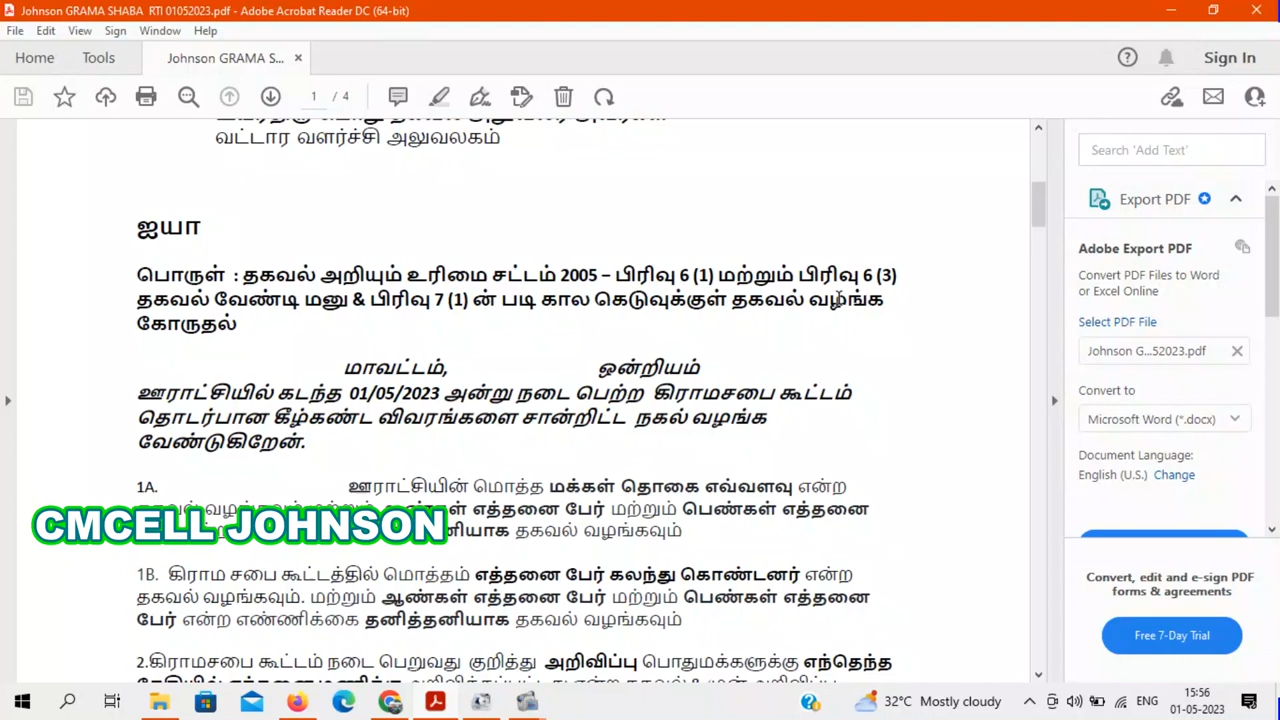 Johnson GRAMA SHABA RTI 01052023.pdf - Adobe Acrobat Reader DC (64-bit)
File Edit View Sign Window Help
Home Tools Johnson GRAMA S... × Sign In
1 / 4
வட்டார வளர்ச்சி அலுவலகம்
ஐயா
பொருள் : தகவல் அறியும் உரிமை சட்டம் 2005 – பிரிவு 6 (1) மற்றும் பிரிவு 6 (3)
தகவல் வேண்டி மனு & பிரிவு 7 (1) ன் படி கால கெடுவுக்குள் தகவல் வழங்க
கோருதல்
மாவட்டம், ஒன்றியம்
ஊராட்சியில் கடந்த 01/05/2023 அன்று நடை பெற்ற கிராமசபை கூட்டம்
தொடர்பான கீழ்கண்ட விவரங்களை சான்றிட்ட நகல் வழங்க
வேண்டுகிறேன்.
1A. ஊராட்சியின் மொத்த மக்கள் தொகை எவ்வளவு என்ற
பேர் மற்றும் பெண்கள் எத்தனை
தகவல் வழங்கவும்
CMCELL JOHNSON
1B. கிராம சபை கூட்டத்தில் மொத்தம் எத்தனை பேர் கலந்து கொண்டனர் என்ற
தகவல் வழங்கவும். மற்றும் ஆண்கள் எத்தனை பேர் மற்றும் பெண்கள் எத்தனை
பேர் என்ற எண்ணிக்கை தனித்தனியாக தகவல் வழங்கவும்
2.கிராமசபை கூட்டம் நடை பெறுவது குறித்து அறிவிப்பு பொதுமக்களுக்கு எந்தெந்த
Search 'Add Text'
Export PDF
Adobe Export PDF
Convert PDF Files to Word
or Excel Online
Select PDF File
Johnson G...52023.pdf
Convert to
Microsoft Word (*.docx)
Document Language:
English (U.S.) Change
Convert, edit and e-sign PDF
forms & agreements
Free 7-Day Trial
32°C Mostly cloudy ENG 15:56
01-05-2023